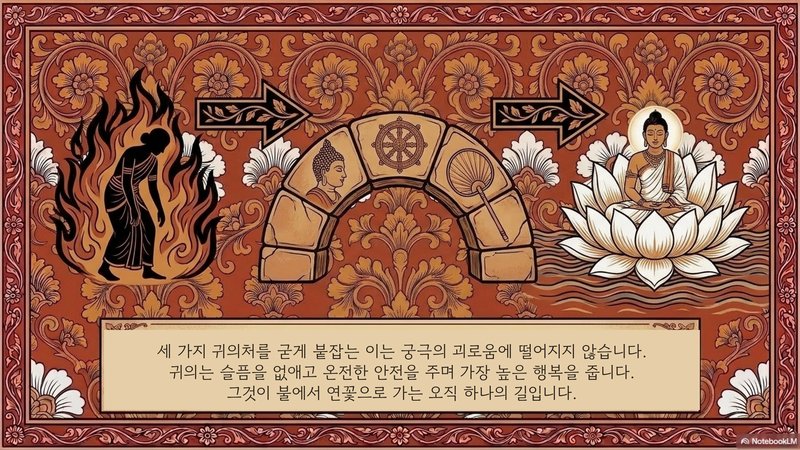 세 가지 귀의처를 굳게 붙잡는 이는 궁극의 괴로움에 떨어지지 않습니다.
귀의는 슬픔을 없애고 온전한 안전을 주며 가장 높은 행복을 줍니다.
그것이 불에서 연꽃으로 가는 오직 하나의 길입니다.
NotebookLM